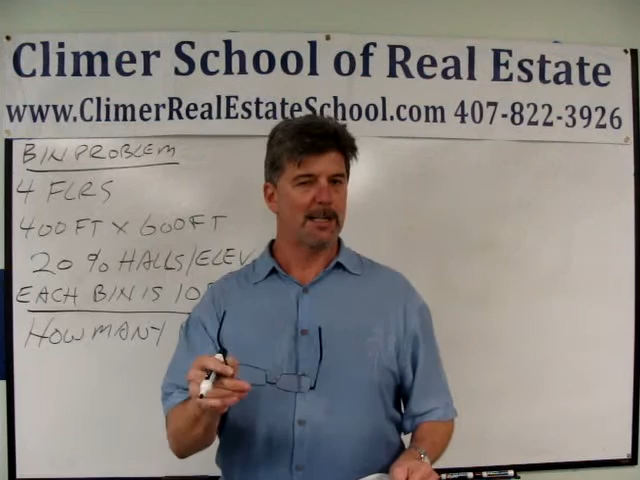 Climer School of Real Estate
www.ClimerRealEstateSchool.com 407-822-3926
BIN PROBLEM
4 FLRS
400 FT X 600 FT
20 % HALLS/ELEV
EACH BIN IS 10
HOW MANY